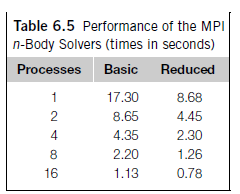 Table 6.5 Performance of the MPI
n-Body Solvers (times in seconds)
Processes Basic Reduced
1 17.30 8.68
2 8.65 4.45
4 4.35 2.30
8 2.20 1.26
16 1.13 0.78